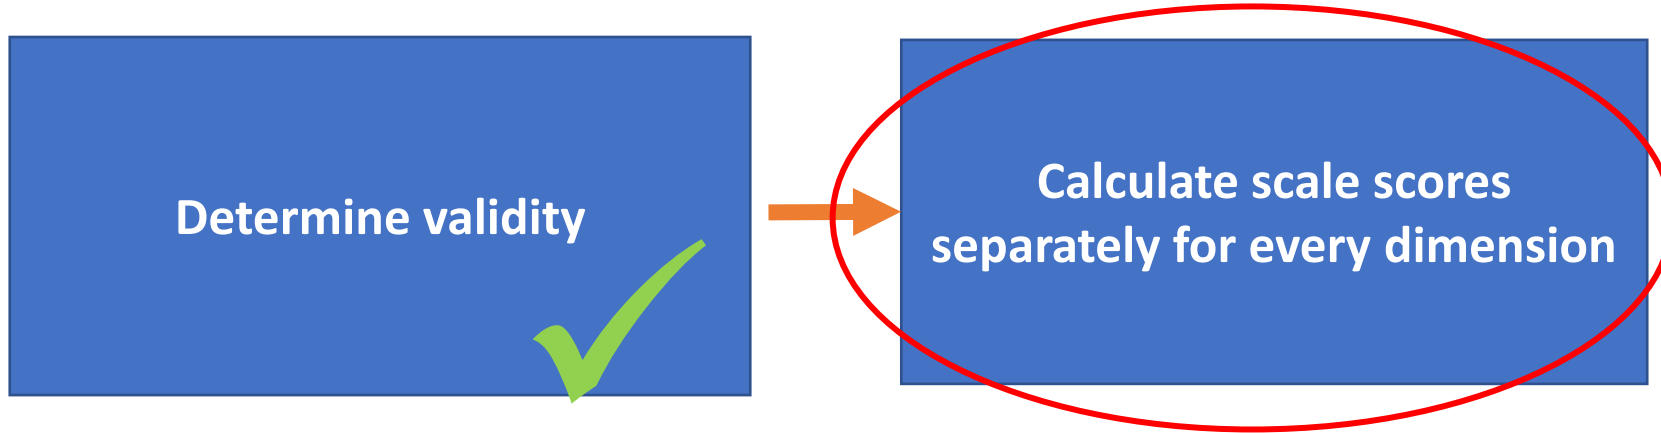 Determine validity
Calculate scale scores
separately for every dimension